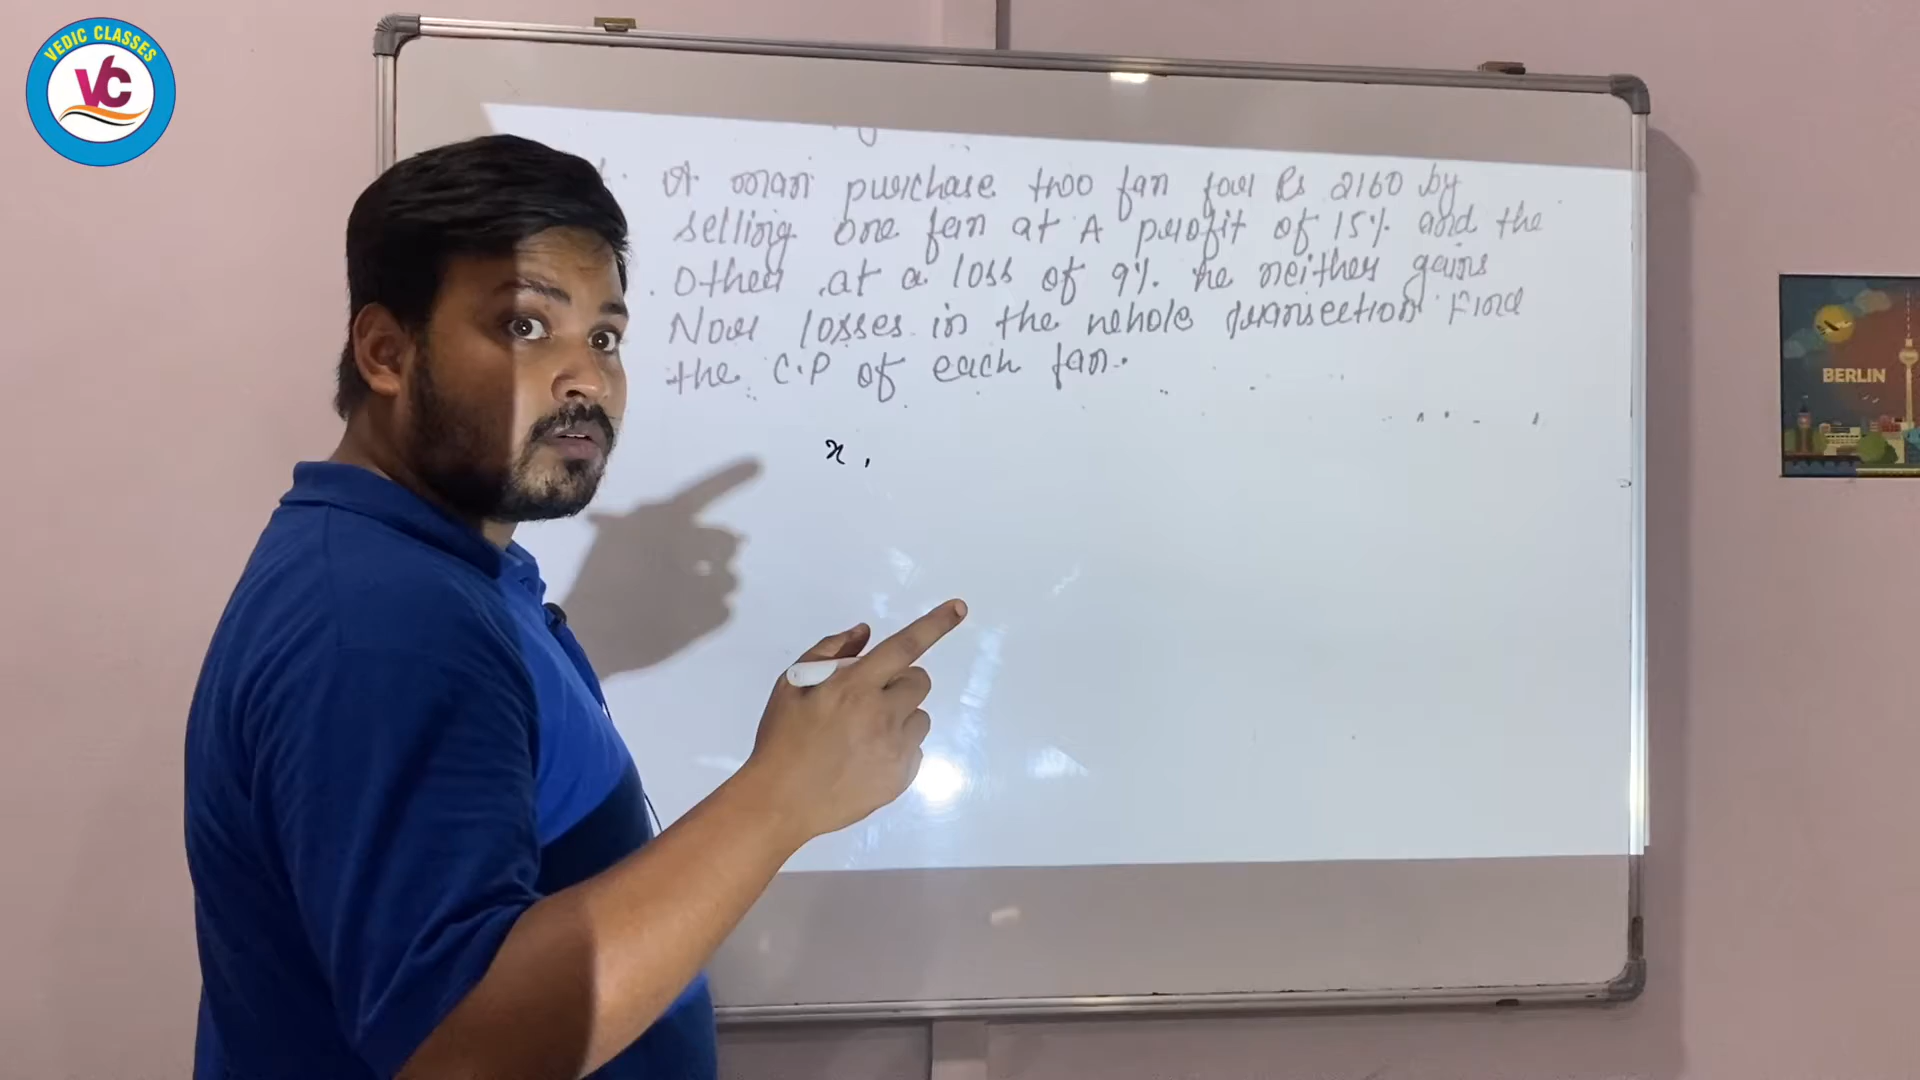 VEDIC CLASSES
VC
A man purchase two fan for Rs 2160 by
selling one fan at A profit of 15% and the
Other at a loss of 9% he neither gains
Nor losses in the whole transection Find
the C.P of each fan.
x,
BERLIN